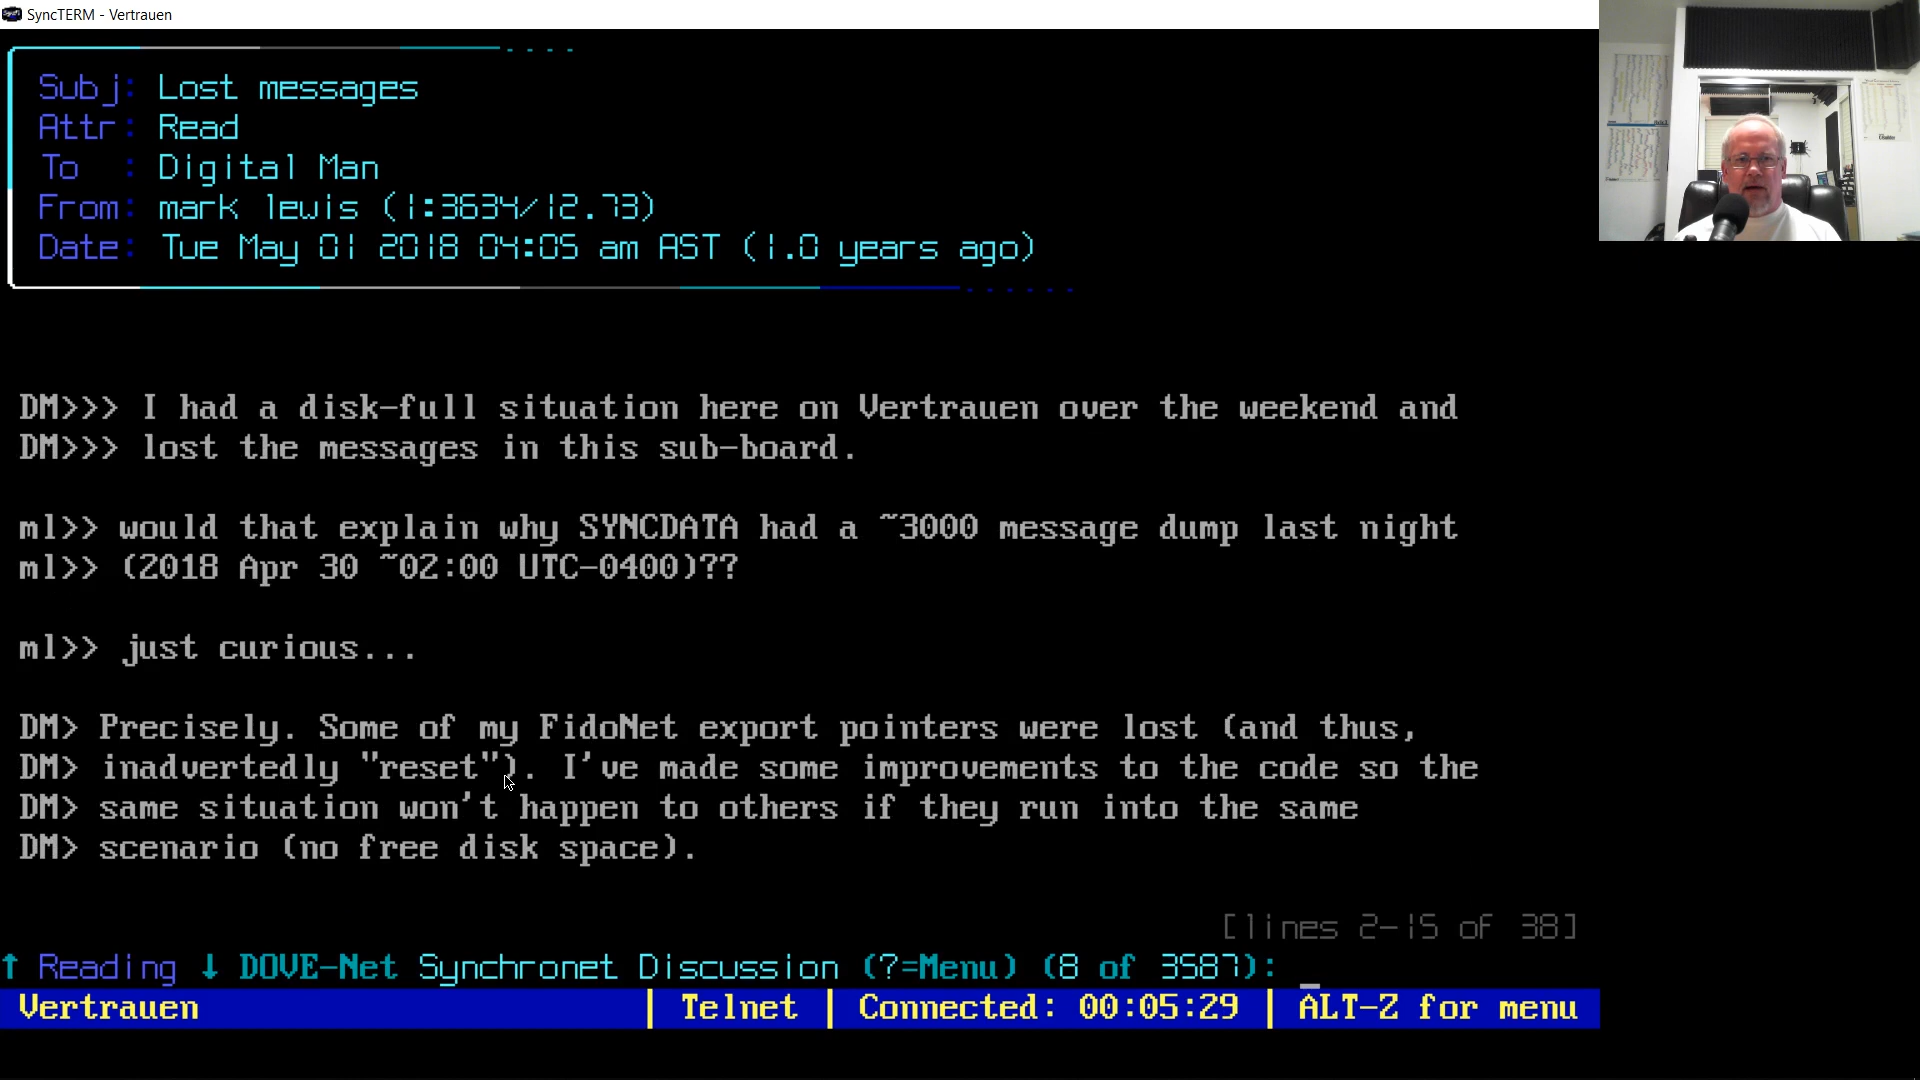 SyncTERM - Vertrauen
Subj: Lost messages
Attr: Read
To  : Digital Man
From: mark lewis (1:3634/12.73)
Date: Tue May 01 2018 04:05 am AST (1.0 years ago)
DM>>> I had a disk-full situation here on Vertrauen over the weekend and
DM>>> lost the messages in this sub-board.
ml>> would that explain why SYNCDATA had a ~3000 message dump last night
ml>> (2018 Apr 30 ~02:00 UTC-0400)??
ml>> just curious...
DM> Precisely. Some of my FidoNet export pointers were lost (and thus,
DM> inadvertedly "reset"). I've made some improvements to the code so the
DM> same situation won't happen to others if they run into the same
DM> scenario (no free disk space).
[lines 2-15 of 38]
↑ Reading ↓ DOVE-Net Synchronet Discussion (?=Menu) (8 of 3587):
Vertrauen | Telnet | Connected: 00:05:29 | ALT-Z for menu